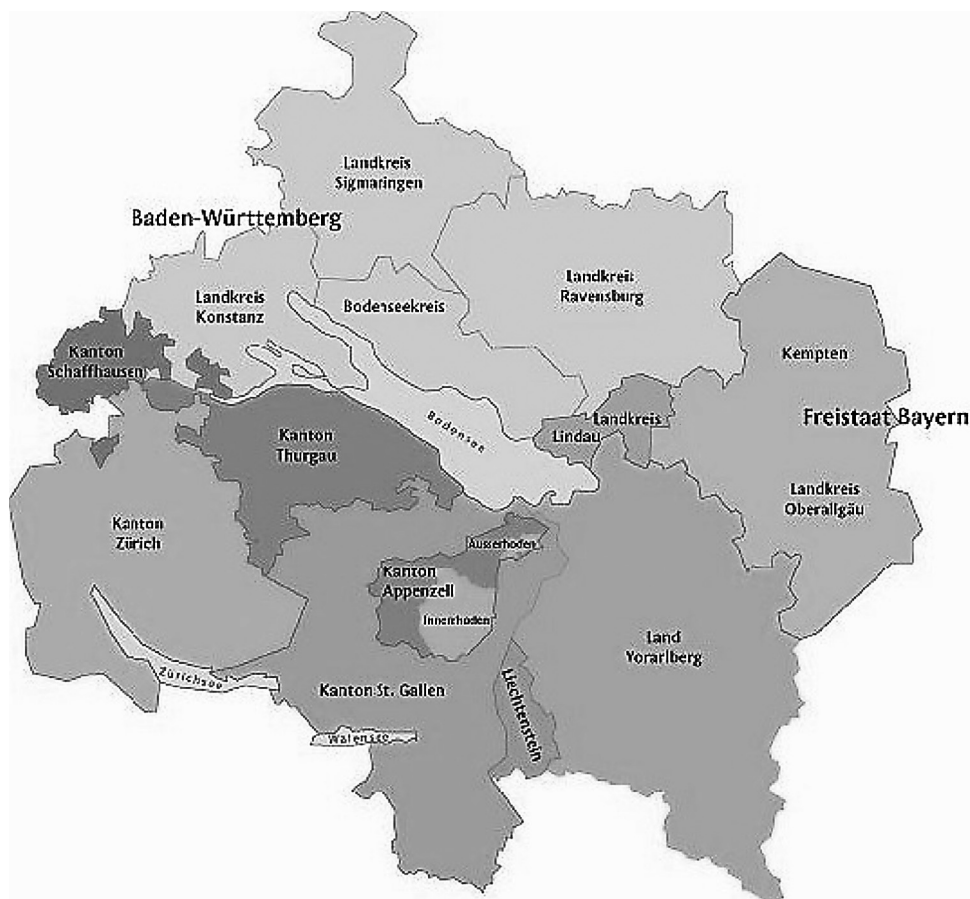 Landkreis
Sigmaringen
Baden-Württemberg
Landkreis
Ravensburg
Landkreis
Konstanz
Bodenseekreis
Kanton
Schaffhausen
Kempten
Bodensee
Landkreis
Lindau
Freistaat Bayern
Kanton
Thurgau
Landkreis
Oberallgäu
Kanton
Zürich
Ausserhoden
Kanton
Appenzell
Innerrhoden
Land
Vorarlberg
Zürichsee
Kanton St. Gallen
Liechtenstein
Walensee